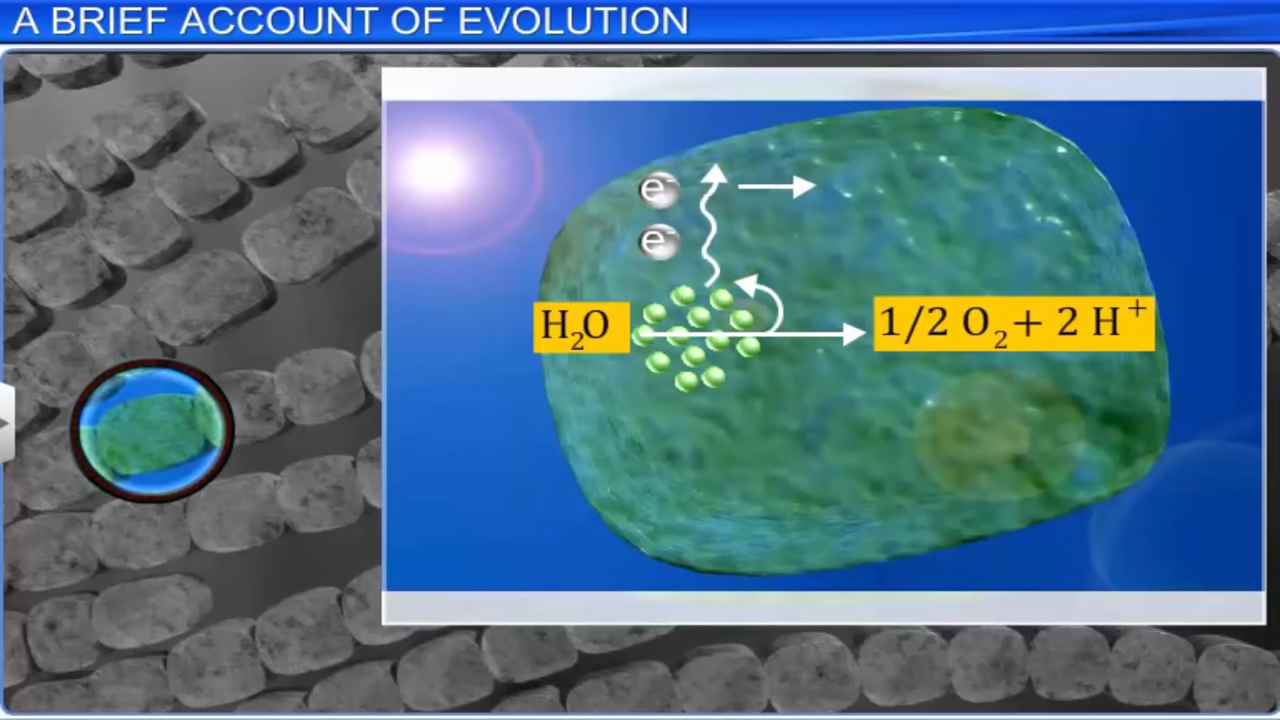 A BRIEF ACCOUNT OF EVOLUTION
e⁻
e⁻
H₂O
1/2 O₂ + 2 H⁺